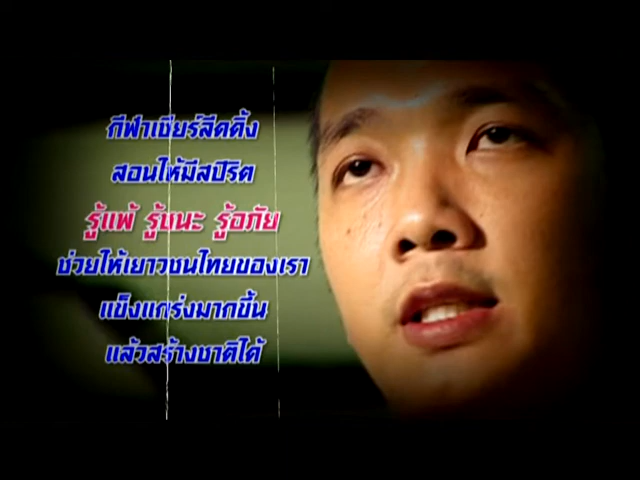 กีฬาเชียร์ลีดดิ้ง
สอนให้มีสปิริต
รู้แพ้ รู้ชนะ รู้อภัย
ช่วยให้เยาวชนไทยของเรา
แข็งแกร่งมากขึ้น
แล้วสร้างชาติได้